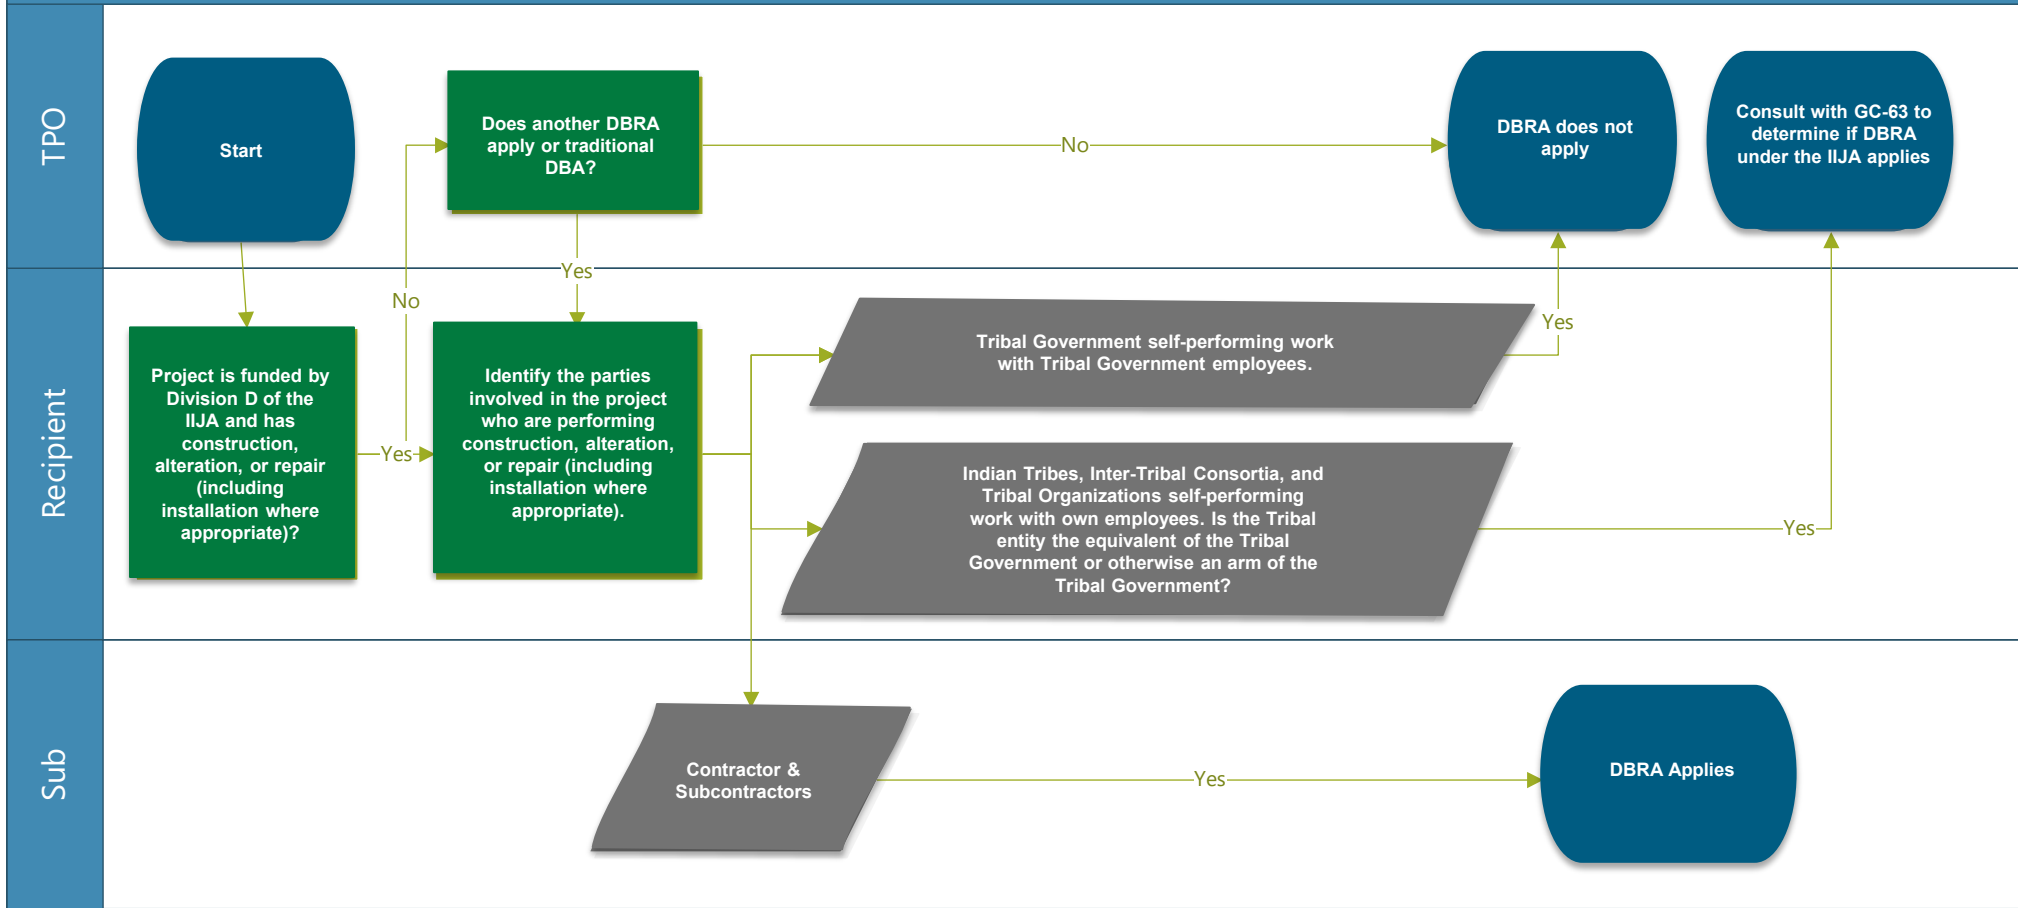 TPO
Start
Does another DBRA
apply or traditional
DBA?
No
DBRA does not
apply
Consult with GC-63 to
determine if DBRA
under the IIJA applies
Yes
No
Recipient
Project is funded by
Division D of the
IIJA and has
construction,
alteration, or repair
(including
installation where
appropriate)?
Yes
Identify the parties
involved in the project
who are performing
construction, alteration,
or repair (including
installation where
appropriate).
Tribal Government self-performing work
with Tribal Government employees.
Yes
Indian Tribes, Inter-Tribal Consortia, and
Tribal Organizations self-performing
work with own employees. Is the Tribal
entity the equivalent of the Tribal
Government or otherwise an arm of the
Tribal Government?
Yes
Sub
Contractor &
Subcontractors
Yes
DBRA Applies